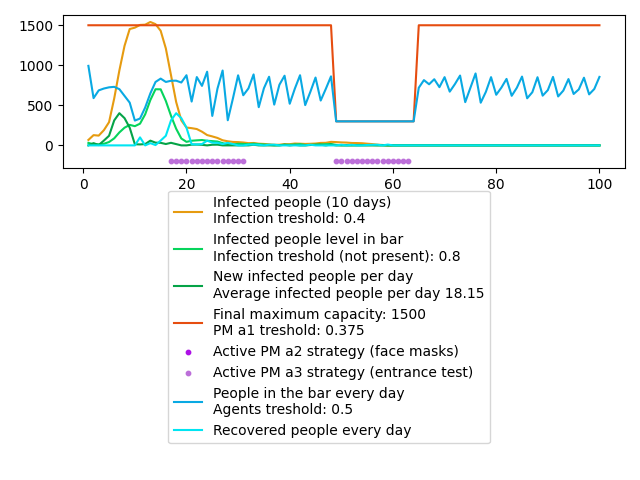 1500
1000
500
0
0 20 40 60 80 100
Infected people (10 days)
Infection treshold: 0.4
Infected people level in bar
Infection treshold (not present): 0.8
New infected people per day
Average infected people per day 18.15
Final maximum capacity: 1500
PM a1 treshold: 0.375
Active PM a2 strategy (face masks)
Active PM a3 strategy (entrance test)
People in the bar every day
Agents treshold: 0.5
Recovered people every day